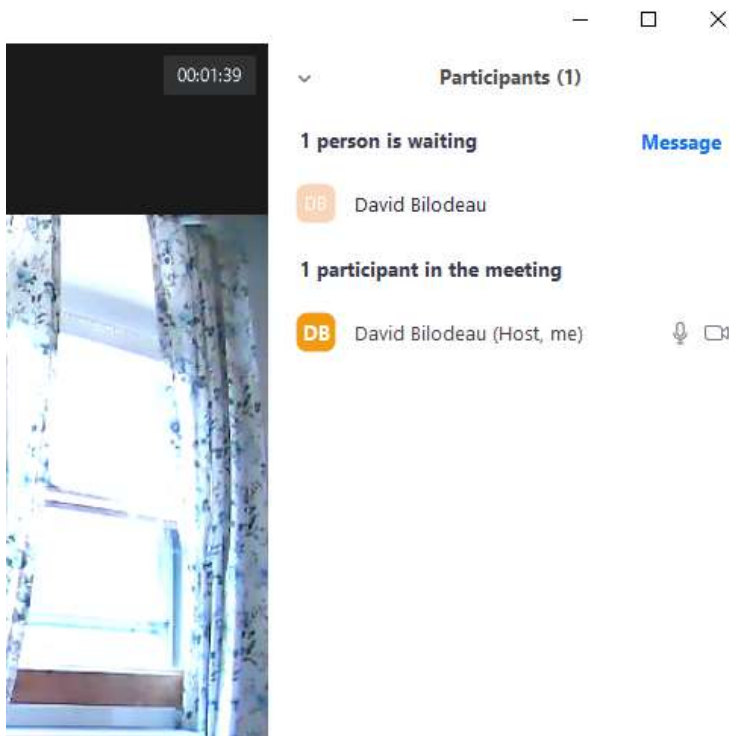 00:01:39
Participants (1)
1 person is waiting
Message
DB
David Bilodeau
1 participant in the meeting
DB
David Bilodeau (Host, me)